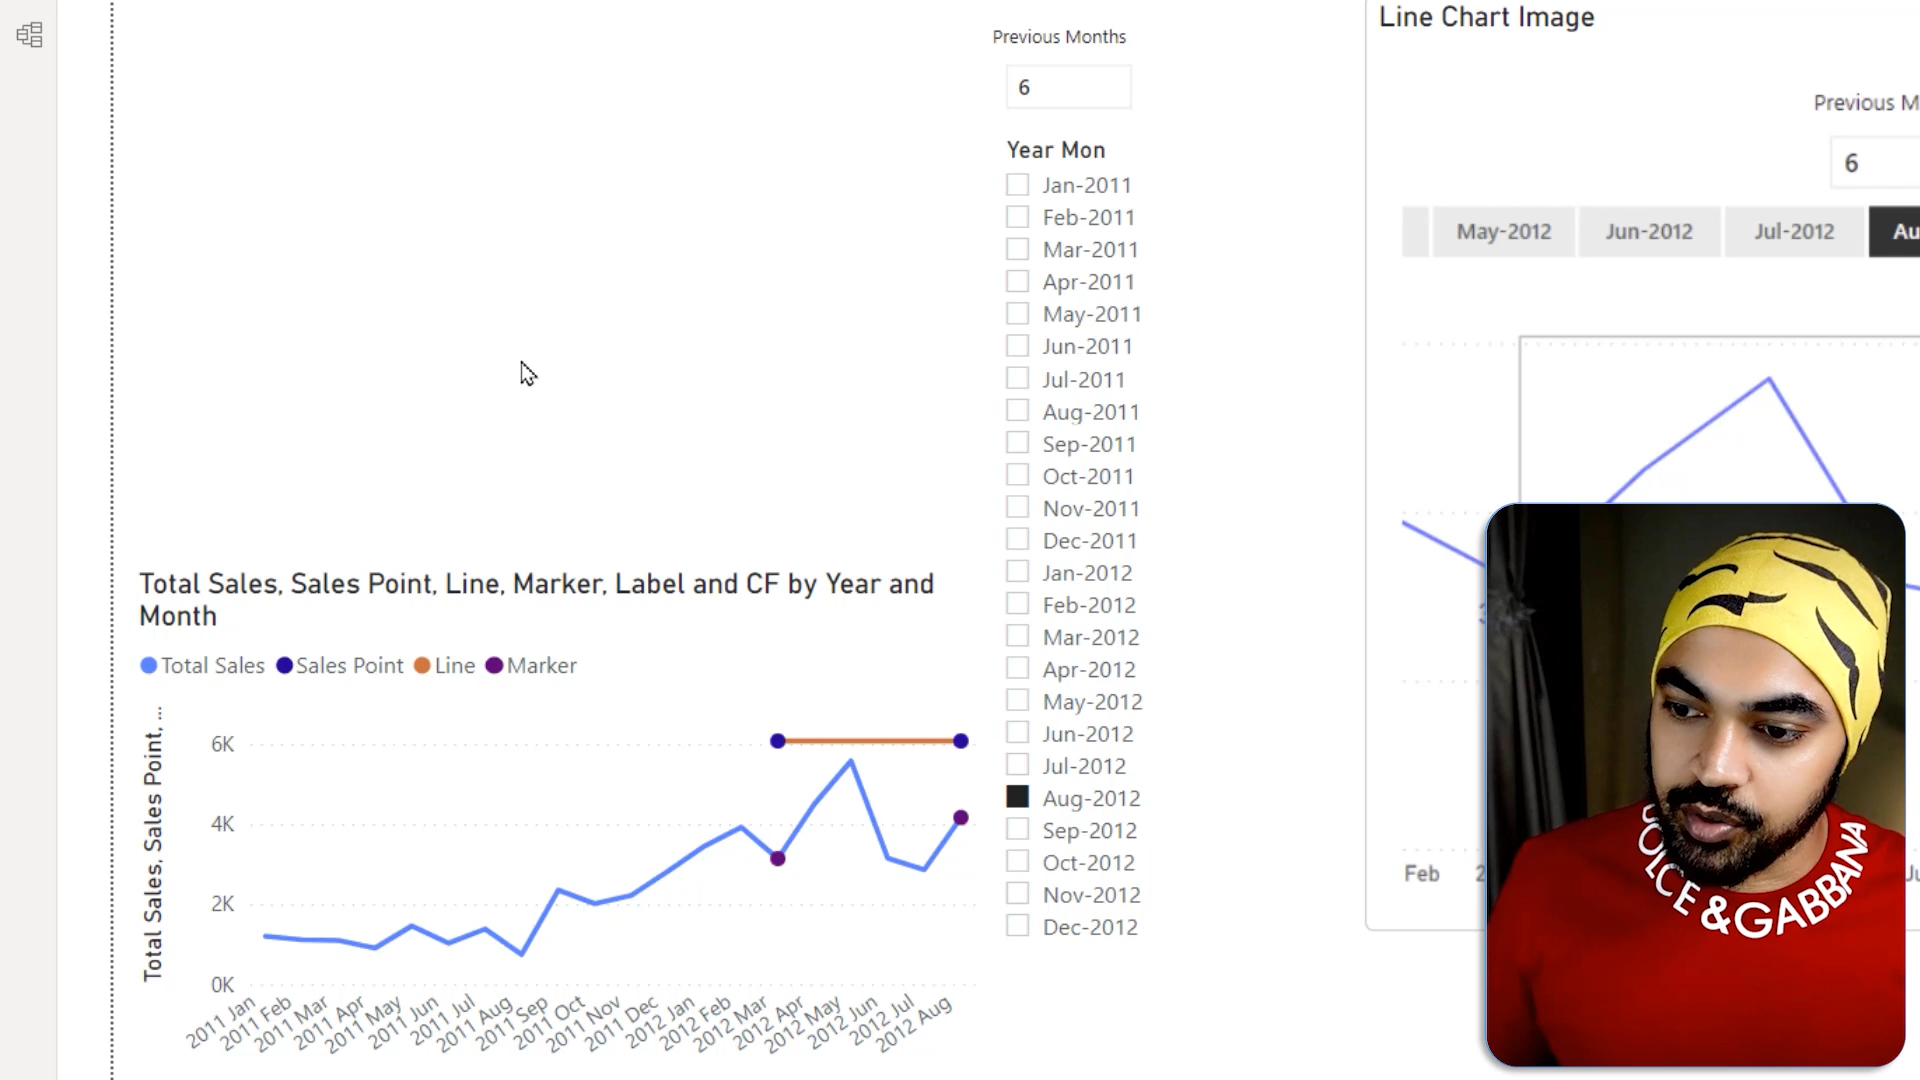 Previous Months
6
Year Mon
Jan-2011
Feb-2011
Mar-2011
Apr-2011
May-2011
Jun-2011
Jul-2011
Aug-2011
Sep-2011
Oct-2011
Nov-2011
Dec-2011
Jan-2012
Feb-2012
Mar-2012
Apr-2012
May-2012
Jun-2012
Jul-2012
Aug-2012
Sep-2012
Oct-2012
Nov-2012
Dec-2012
Total Sales, Sales Point, Line, Marker, Label and CF by Year and
Month
Total Sales Sales Point Line Marker
Total Sales, Sales Point, ...
6K
4K
2K
0K
2011 Jan
2011 Feb
2011 Mar
2011 Apr
2011 May
2011 Jun
2011 Jul
2011 Aug
2011 Sep
2011 Oct
2011 Nov
2011 Dec
2012 Jan
2012 Feb
2012 Mar
2012 Apr
2012 May
2012 Jun
2012 Jul
2012 Aug
Line Chart Image
Previous M
6
May-2012 Jun-2012 Jul-2012 Au
Feb
DOLCE & GABBANA